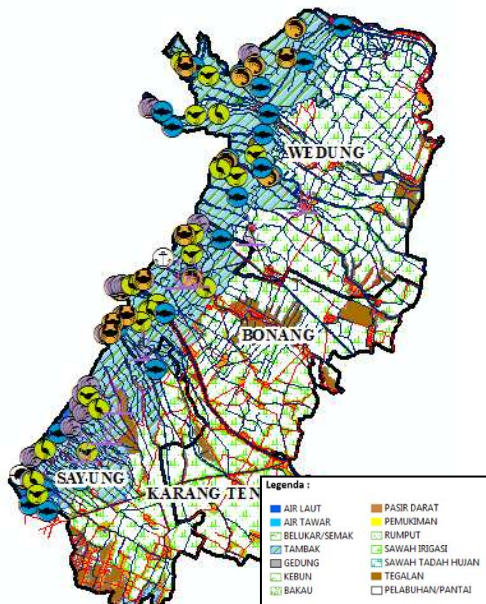 WEDUNG
BONANG
SAYUNG
KARANG TEN
Legenda :
AIR LAUT
AIR TAWAR
BELUKAR/SEMAK
TAMBAK
GEDUNG
KEBUN
BAKAU
PASIR DARAT
PEMUKIMAN
RUMPUT
SAWAH IRIGASI
SAWAH TADAH HUJAN
TEGALAN
PELABUHAN/PANTAI